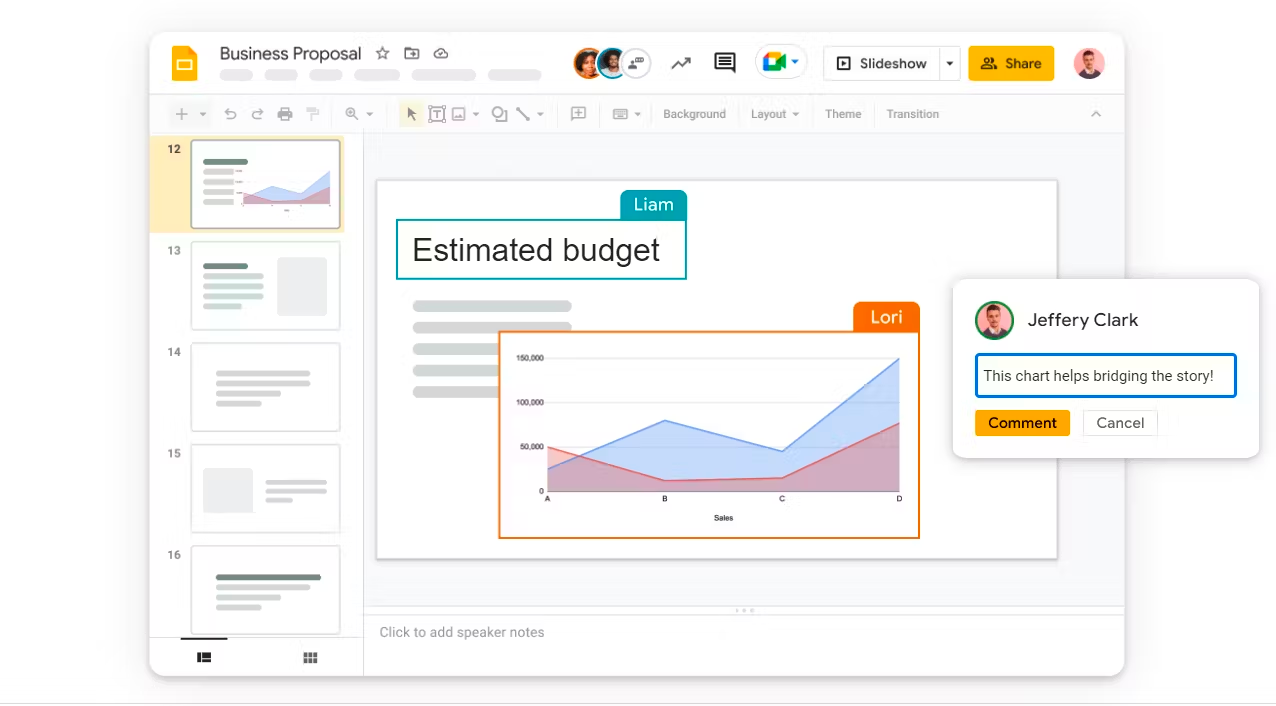 Business Proposal
Slideshow
Share
Background
Layout
Theme
Transition
12
13
14
15
16
Liam
Estimated budget
Lori
150,000
100,000
50,000
0
A
B
C
D
Sales
Jeffery Clark
This chart helps bridging the story!
Comment
Cancel
Click to add speaker notes